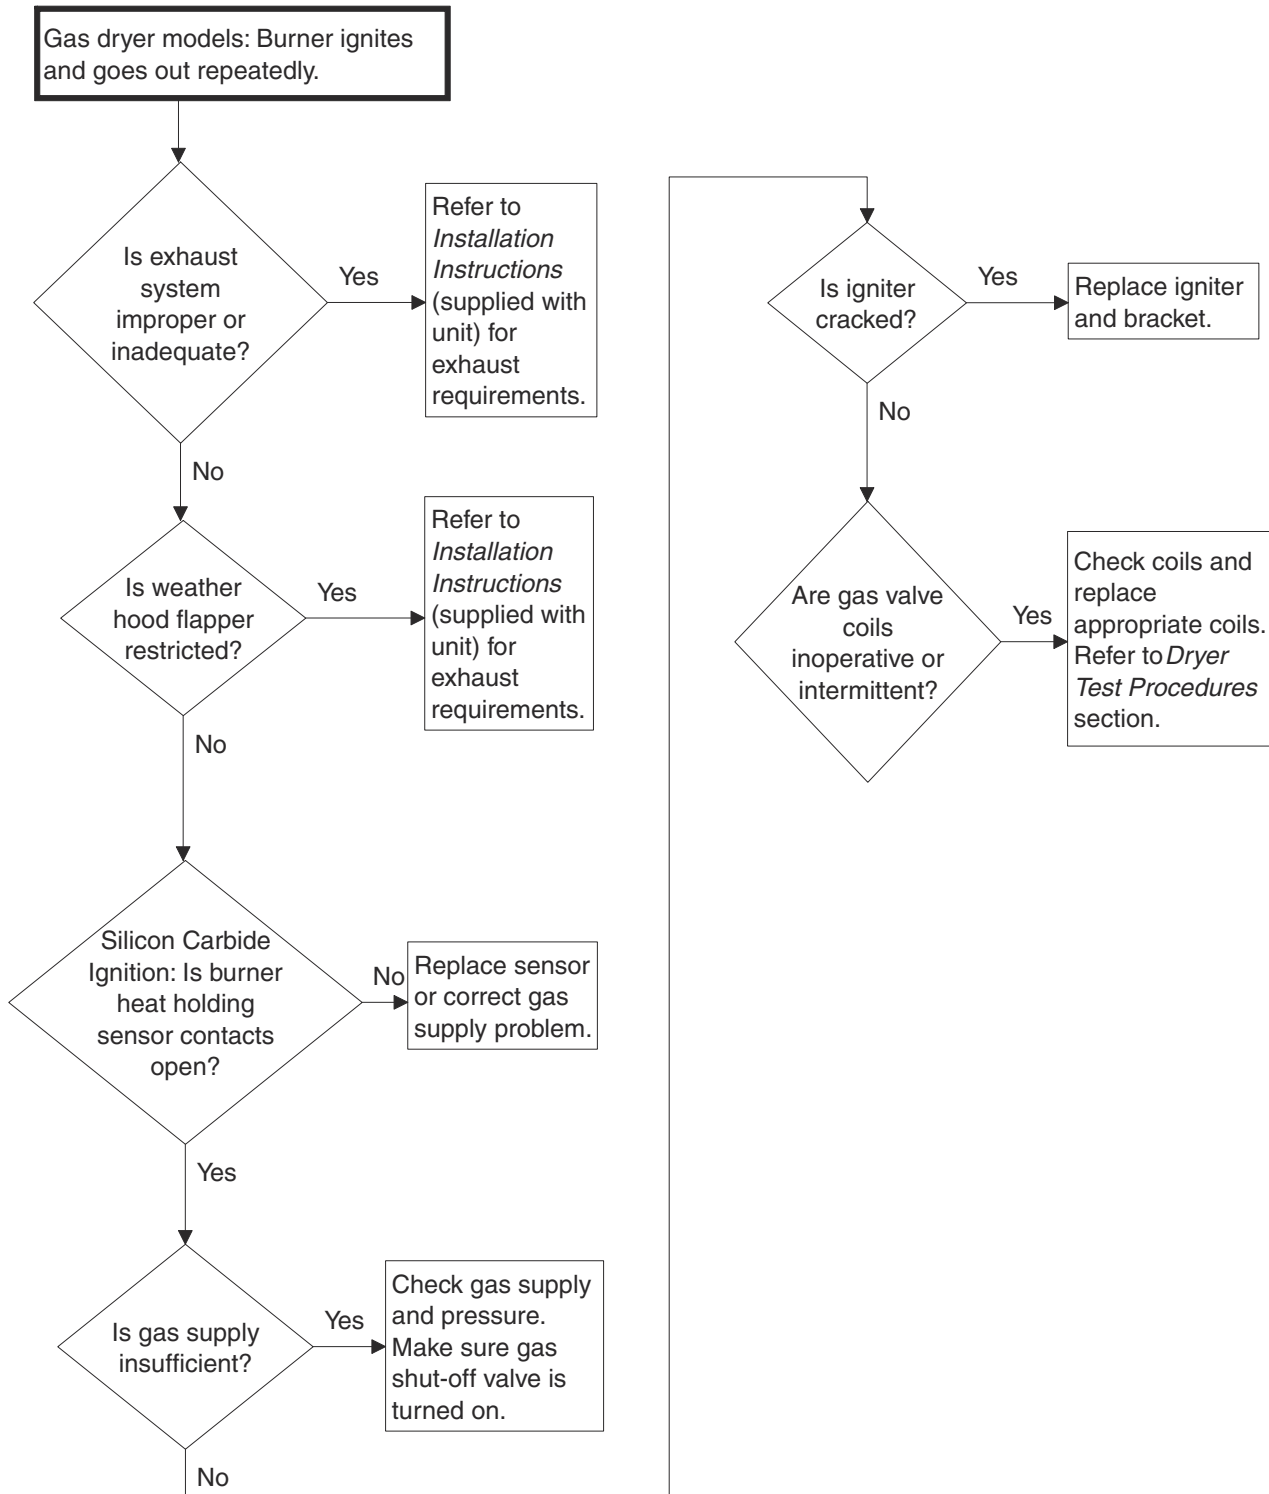 Gas dryer models: Burner ignites
and goes out repeatedly.
Is exhaust
system
improper or
inadequate?
Yes
Refer to
Installation
Instructions
(supplied with
unit) for
exhaust
requirements.
No
Is weather
hood flapper
restricted?
Yes
Refer to
Installation
Instructions
(supplied with
unit) for
exhaust
requirements.
No
Silicon Carbide
Ignition: Is burner
heat holding
sensor contacts
open?
No
Replace sensor
or correct gas
supply problem.
Yes
Is gas supply
insufficient?
Yes
Check gas supply
and pressure.
Make sure gas
shut-off valve is
turned on.
No
Is igniter
cracked?
Yes
Replace igniter
and bracket.
No
Are gas valve
coils
inoperative or
intermittent?
Yes
Check coils and
replace
appropriate coils.
Refer to Dryer
Test Procedures
section.